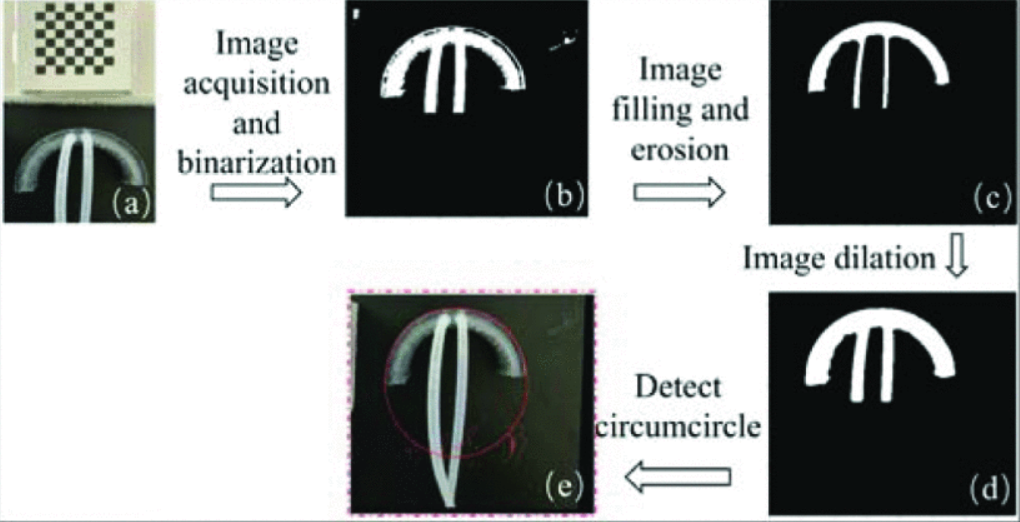 Image
acquisition
and
binarization
(a)
(b)
Image
filling and
erosion
(c)
Image dilation
(d)
Detect
circumcircle
(e)